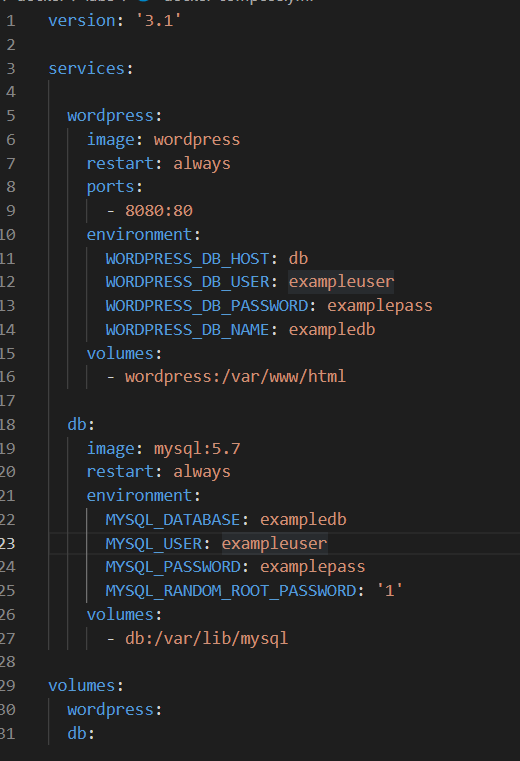 1 version: '3.1'
2
3 services:
4
5   wordpress:
6     image: wordpress
7     restart: always
8     ports:
9       - 8080:80
10     environment:
11       WORDPRESS_DB_HOST: db
12       WORDPRESS_DB_USER: exampleuser
13       WORDPRESS_DB_PASSWORD: examplepass
14       WORDPRESS_DB_NAME: exampledb
15     volumes:
16       - wordpress:/var/www/html
17
18   db:
19     image: mysql:5.7
20     restart: always
21     environment:
22       MYSQL_DATABASE: exampledb
23       MYSQL_USER: exampleuser
24       MYSQL_PASSWORD: examplepass
25       MYSQL_RANDOM_ROOT_PASSWORD: '1'
26     volumes:
27       - db:/var/lib/mysql
28
29 volumes:
30   wordpress:
31   db: